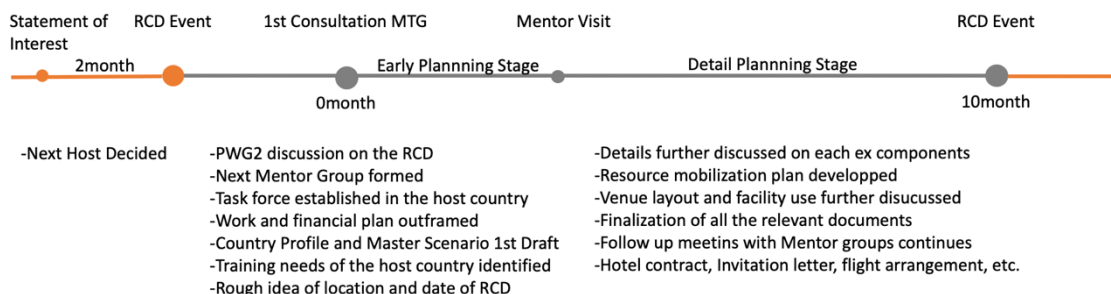 Statement of
Interest
RCD Event
1st Consultation MTG
Mentor Visit
RCD Event
2month
Early Plannning Stage
Detail Plannning Stage
0month
10month
-Next Host Decided
-PWG2 discussion on the RCD
-Next Mentor Group formed
-Task force established in the host country
-Work and financial plan outframed
-Country Profile and Master Scenario 1st Draft
-Training needs of the host country identified
-Rough idea of location and date of RCD
-Details further discussed on each ex components
-Resource mobilization plan developped
-Venue layout and facility use further disucussed
-Finalization of all the relevant documents
-Follow up meetins with Mentor groups continues
-Hotel contract, Invitation letter, flight arrangement, etc.